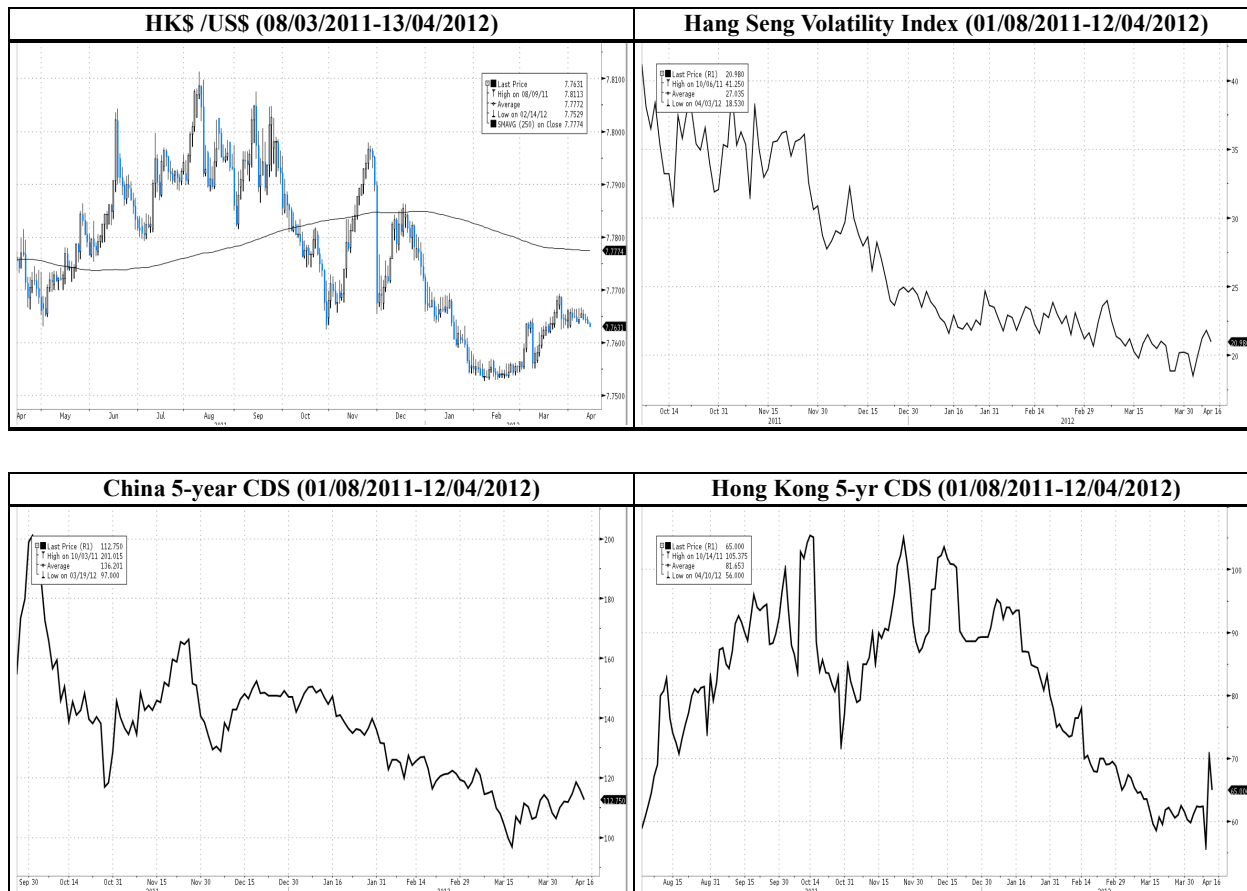 HK$ /US$ (08/03/2011-13/04/2012)
Last Price 7.7631
High on 08/09/11 7.8113
Average 7.7772
Low on 02/14/12 7.7529
SMAVG (250) on Close 7.7774
7.8100
7.8000
7.7900
7.7800
7.7774
7.7700
7.7631
7.7600
7.7500
Apr May Jun Jul Aug Sep Oct Nov Dec Jan Feb Mar Apr
2011 2012
Hang Seng Volatility Index (01/08/2011-12/04/2012)
Last Price (R1) 20.980
High on 10/06/11 41.250
Average 27.035
Low on 04/03/12 18.530
40
35
30
25
20.980
20
Oct 14 Oct 31 Nov 15 Nov 30 Dec 15 Dec 30 Jan 16 Jan 31 Feb 14 Feb 29 Mar 15 Mar 30 Apr 16
2011 2012
China 5-year CDS (01/08/2011-12/04/2012)
Last Price (R1) 112.750
High on 10/03/11 201.015
Average 136.201
Low on 03/19/12 97.000
200
180
160
140
120
112.750
100
Sep 30 Oct 14 Oct 31 Nov 15 Nov 30 Dec 15 Dec 30 Jan 16 Jan 31 Feb 14 Feb 29 Mar 15 Mar 30 Apr 16
2011 2012
Hong Kong 5-yr CDS (01/08/2011-12/04/2012)
Last Price (R1) 65.000
High on 10/14/11 105.375
Average 81.653
Low on 04/10/12 56.000
100
90
80
70
65.000
60
Aug 15 Aug 31 Sep 15 Sep 30 Oct 14 Oct 31 Nov 15 Nov 30 Dec 15 Dec 30 Jan 16 Jan 31 Feb 14 Feb 29 Mar 15 Mar 30 Apr 16
2011 2012